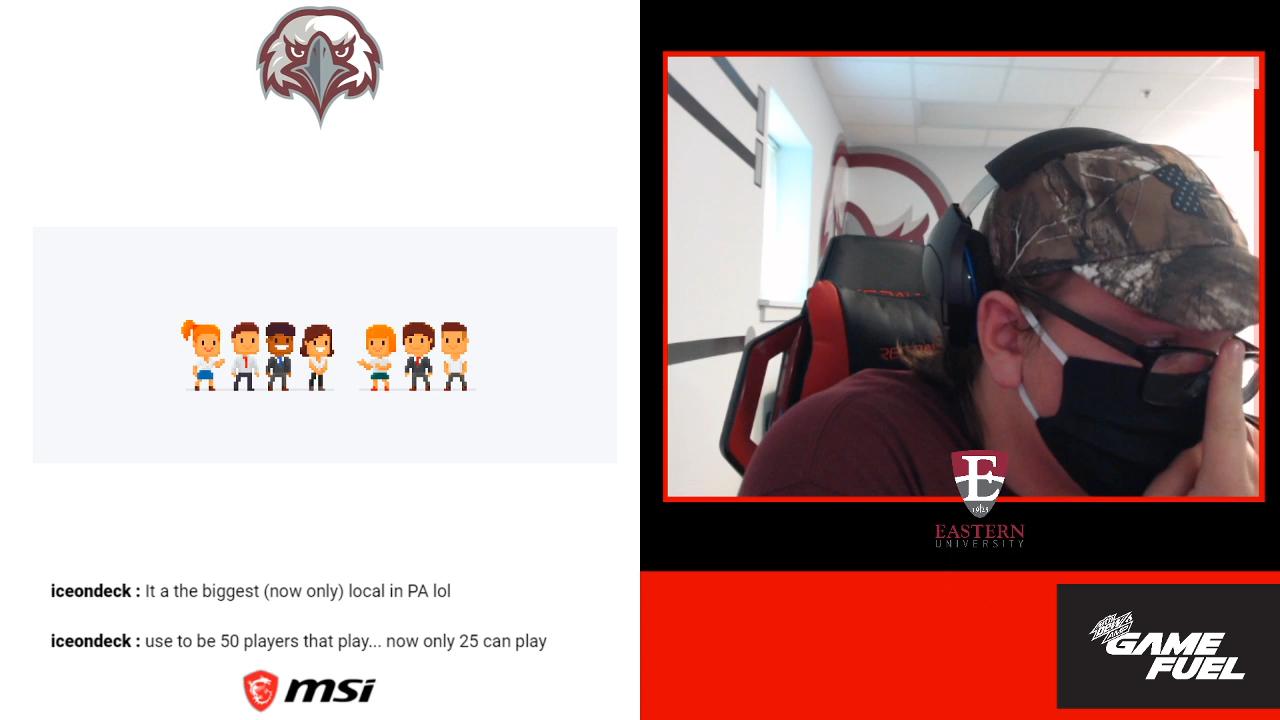 iceondeck : It a the biggest (now only) local in PA lol
iceondeck : use to be 50 players that play... now only 25 can play
msi
E
EASTERN
UNIVERSITY
GAME
FUEL